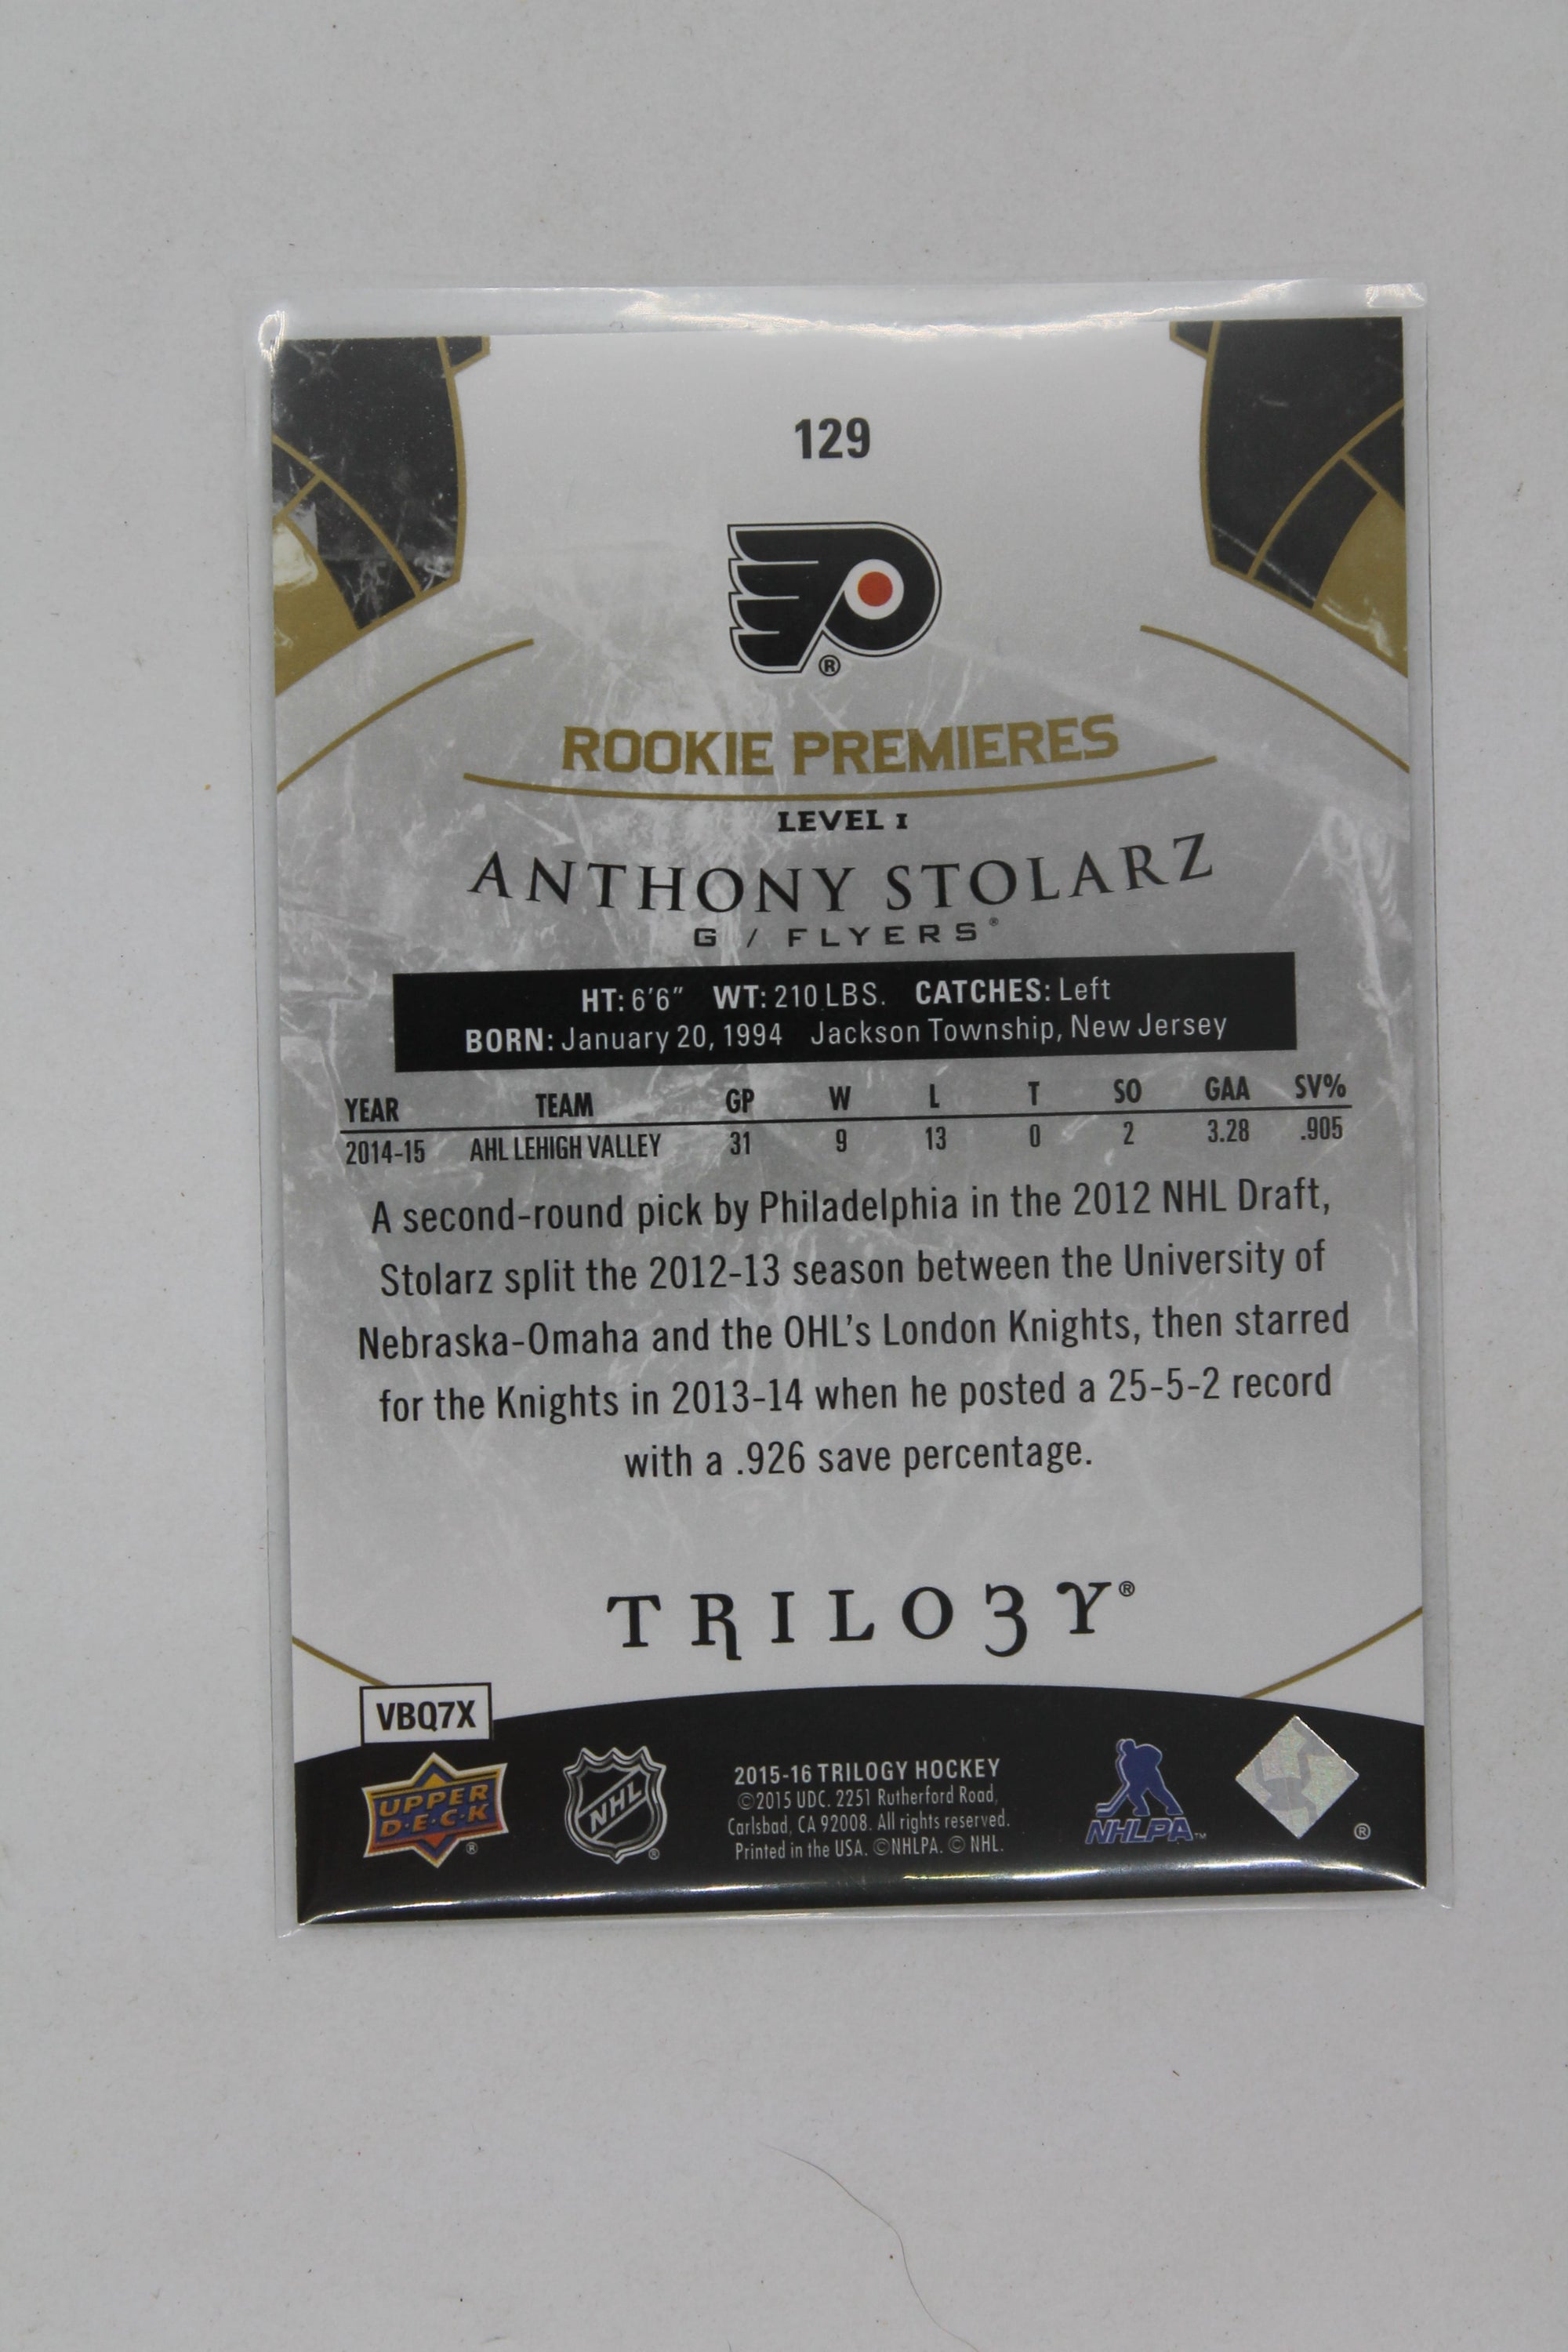 129
®
ROOKIE PREMIERES
LEVEL 1
ANTHONY STOLARZ
G / FLYERS®
HT: 6'6" WT: 210 LBS. CATCHES: Left
BORN: January 20, 1994 Jackson Township, New Jersey
YEAR TEAM GP W L T SO GAA SV%
2014-15 AHL LEHIGH VALLEY 31 9 13 0 2 3.28 .905
A second-round pick by Philadelphia in the 2012 NHL Draft,
Stolarz split the 2012-13 season between the University of
Nebraska-Omaha and the OHL's London Knights, then starred
for the Knights in 2013-14 when he posted a 25-5-2 record
with a .926 save percentage.
TRILO3Y®
VBQ7X
UPPER
D·E·C·K
®
NHL
®
2015-16 TRILOGY HOCKEY
©2015 UDC. 2251 Rutherford Road,
Carlsbad, CA 92008. All rights reserved.
Printed in the USA. ©NHLPA. © NHL.
NHLPA™
®